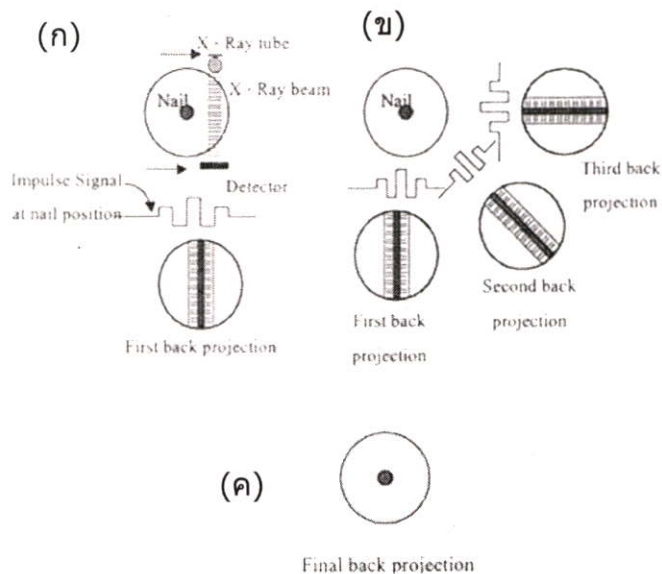 (ก)
X - Ray tube
Nail
X - Ray beam
Impulse Signal
at nail position
Detector
First back projection
(ข)
Nail
Third back
projection
Second back
projection
First back
projection
(ค)
Final back projection